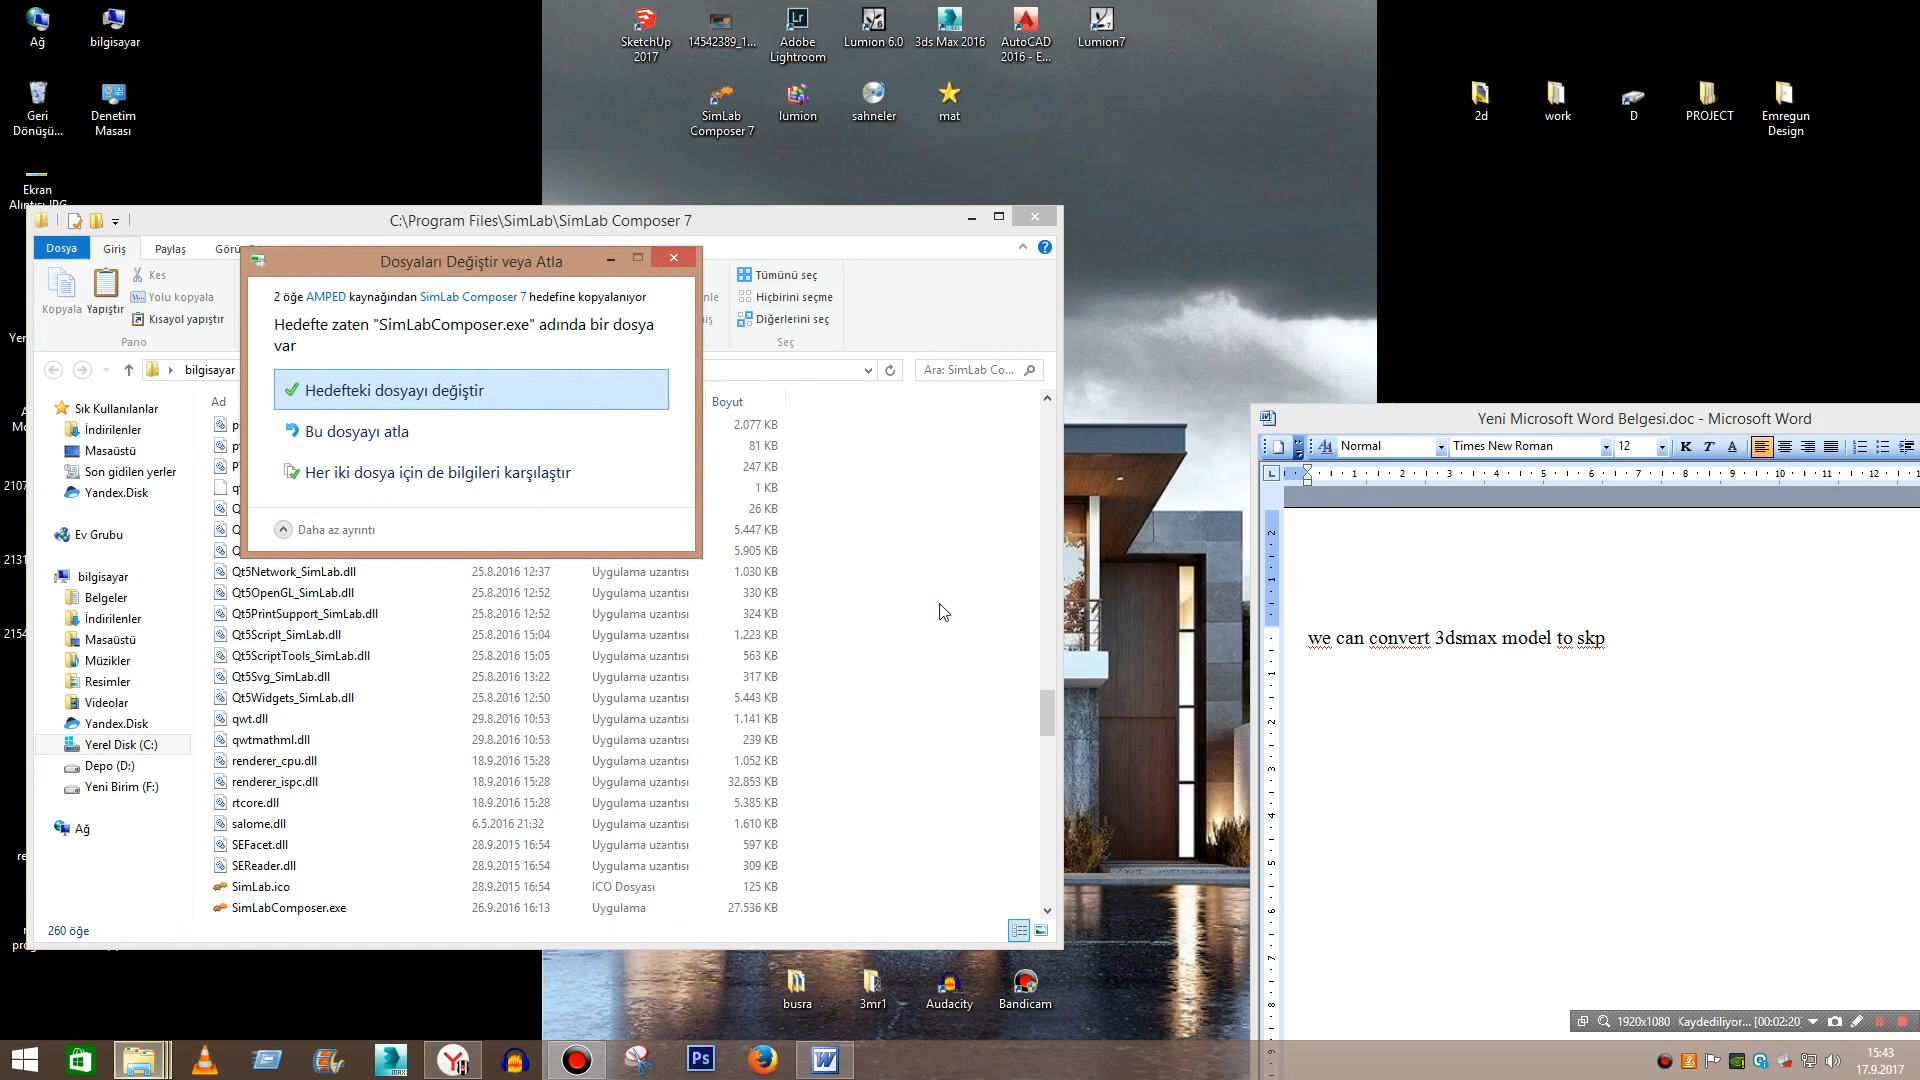 Ağ
bilgisayar
SketchUp
2017
14542389_1...
Adobe
Lightroom
Lumion 6.0
3ds Max 2016
AutoCAD
2016 - E...
Lumion7
Geri
Dönüşü...
Denetim
Masası
SimLab
Composer 7
lumion
sahneler
mat
2d
work
D
PROJECT
Emregun
Design
Ekran
Alıntısı.JPG
C:\Program Files\SimLab\SimLab Composer 7
Dosya
Giriş
Paylaş
Görü
Kopyala
Yapıştır
Kes
Yolu kopyala
Kısayol yapıştır
Pano
Tümünü seç
Hiçbirini seçme
Diğerlerini seç
Seç
Dosyaları Değiştir veya Atla
2 öğe AMPED kaynağından SimLab Composer 7 hedefine kopyalanıyor
Hedefte zaten "SimLabComposer.exe" adında bir dosya
var
Hedefteki dosyayı değiştir
Bu dosyayı atla
Her iki dosya için de bilgileri karşılaştır
Daha az ayrıntı
bilgisayar
Ara: SimLab Co...
Ad
Boyut
2.077 KB
81 KB
247 KB
1 KB
26 KB
5.447 KB
5.905 KB
Qt5Network_SimLab.dll 25.8.2016 12:37 Uygulama uzantısı 1.030 KB
Qt5OpenGL_SimLab.dll 25.8.2016 12:52 Uygulama uzantısı 330 KB
Qt5PrintSupport_SimLab.dll 25.8.2016 12:52 Uygulama uzantısı 324 KB
Qt5Script_SimLab.dll 25.8.2016 15:04 Uygulama uzantısı 1.223 KB
Qt5ScriptTools_SimLab.dll 25.8.2016 15:05 Uygulama uzantısı 563 KB
Qt5Svg_SimLab.dll 25.8.2016 13:22 Uygulama uzantısı 317 KB
Qt5Widgets_SimLab.dll 25.8.2016 12:50 Uygulama uzantısı 5.443 KB
qwt.dll 29.8.2016 10:53 Uygulama uzantısı 1.141 KB
qwtmathml.dll 29.8.2016 10:53 Uygulama uzantısı 239 KB
renderer_cpu.dll 18.9.2016 15:28 Uygulama uzantısı 1.052 KB
renderer_ispc.dll 18.9.2016 15:28 Uygulama uzantısı 32.853 KB
rtcore.dll 18.9.2016 15:28 Uygulama uzantısı 5.385 KB
salome.dll 6.5.2016 21:32 Uygulama uzantısı 1.610 KB
SEFacet.dll 28.9.2015 16:54 Uygulama uzantısı 597 KB
SEReader.dll 28.9.2015 16:54 Uygulama uzantısı 309 KB
SimLab.ico 28.9.2015 16:54 ICO Dosyası 125 KB
SimLabComposer.exe 26.9.2016 16:13 Uygulama 27.536 KB
Sık Kullanılanlar
İndirilenler
Masaüstü
Son gidilen yerler
Yandex.Disk
Ev Grubu
bilgisayar
Belgeler
İndirilenler
Masaüstü
Müzikler
Resimler
Videolar
Yandex.Disk
Yerel Disk (C:)
Depo (D:)
Yeni Birim (F:)
Ağ
260 öğe
Yeni Microsoft Word Belgesi.doc - Microsoft Word
Normal
Times New Roman
12
K T A
1 2 3 4 5 6 7 8 9 10 11 12
we can convert 3dsmax model to skp
busra
3mr1
Audacity
Bandicam
1920x1080 Kaydediliyor... [00:02:20]
15:43
17.9.2017